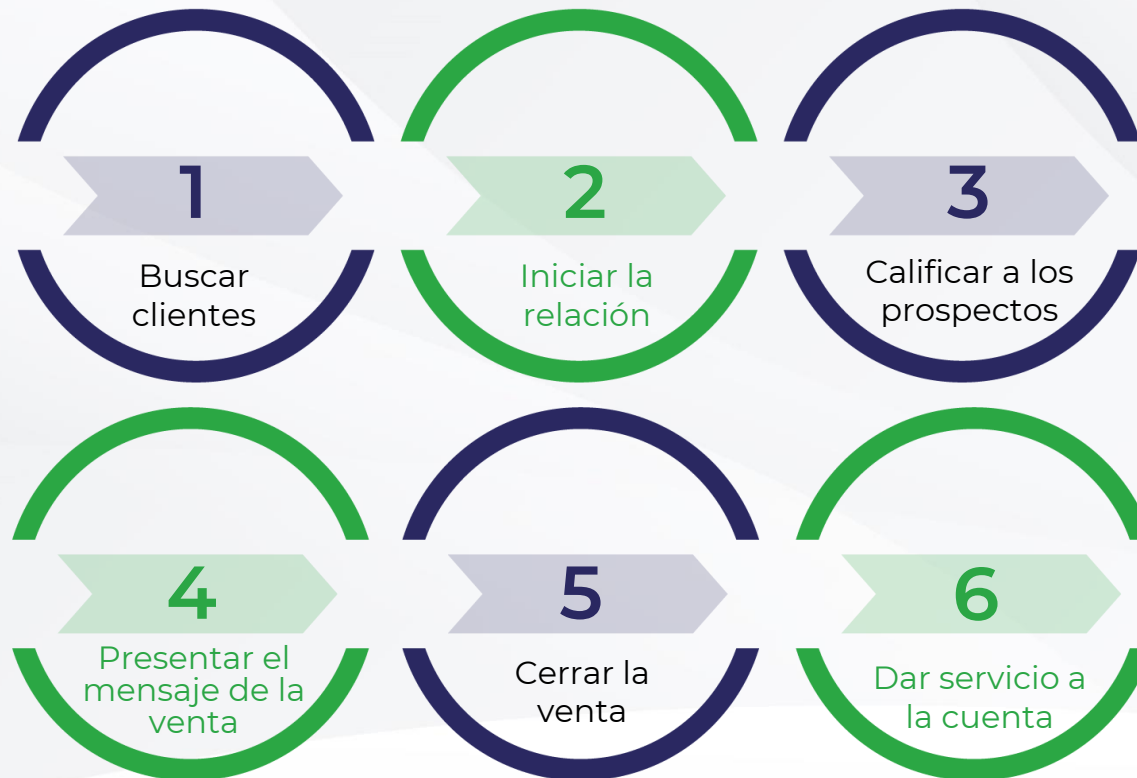 1
Buscar
clientes
2
Iniciar la
relación
3
Calificar a los
prospectos
4
Presentar el
mensaje de la
venta
5
Cerrar la
venta
6
Dar servicio a
la cuenta